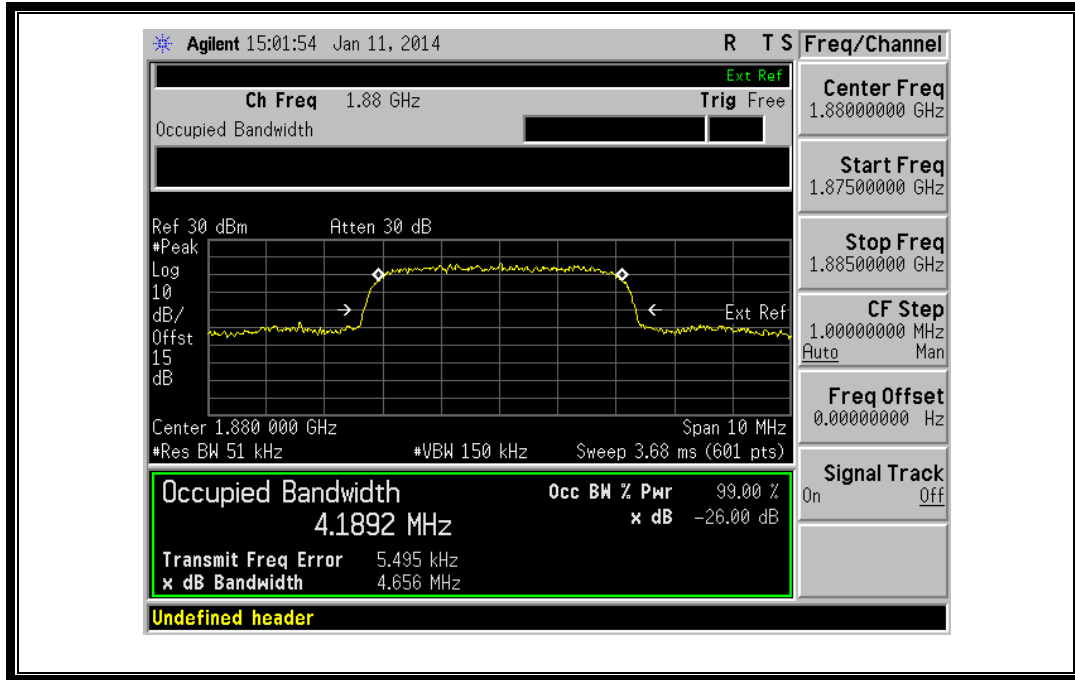 Agilent 15:01:54 Jan 11, 2014 R T S
Ext Ref
Ch Freq 1.88 GHz Trig Free
Occupied Bandwidth
Ref 30 dBm Atten 30 dB
#Peak
Log
10
dB/
Offst
15
dB
Ext Ref
Center 1.880 000 GHz Span 10 MHz
#Res BW 51 kHz #VBW 150 kHz Sweep 3.68 ms (601 pts)
Occupied Bandwidth Occ BW % Pwr 99.00 %
4.1892 MHz x dB -26.00 dB
Transmit Freq Error 5.495 kHz
x dB Bandwidth 4.656 MHz
Undefined header
Freq/Channel
Center Freq
1.88000000 GHz
Start Freq
1.87500000 GHz
Stop Freq
1.88500000 GHz
CF Step
1.00000000 MHz
Auto Man
Freq Offset
0.00000000 Hz
Signal Track
On Off